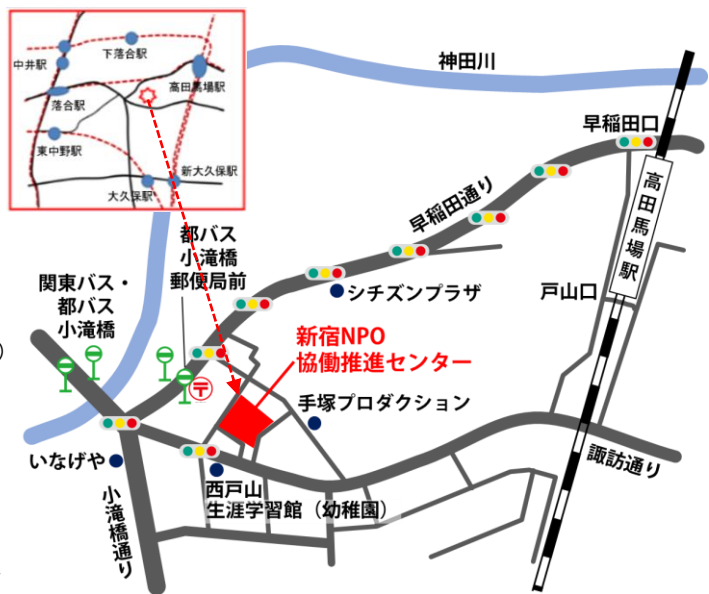 中井駅
下落合駅
高田馬場駅
落合駅
東中野駅
新大久保駅
大久保駅
神田川
早稲田口
早稲田通り
高田馬場駅
都バス
小滝橋
郵便局前
関東バス・
都バス
小滝橋
シチズンプラザ
戸山口
新宿NPO
協働推進センター
手塚プロダクション
いなげや
西戸山
生涯学習館（幼稚園）
諏訪通り
小滝橋通り